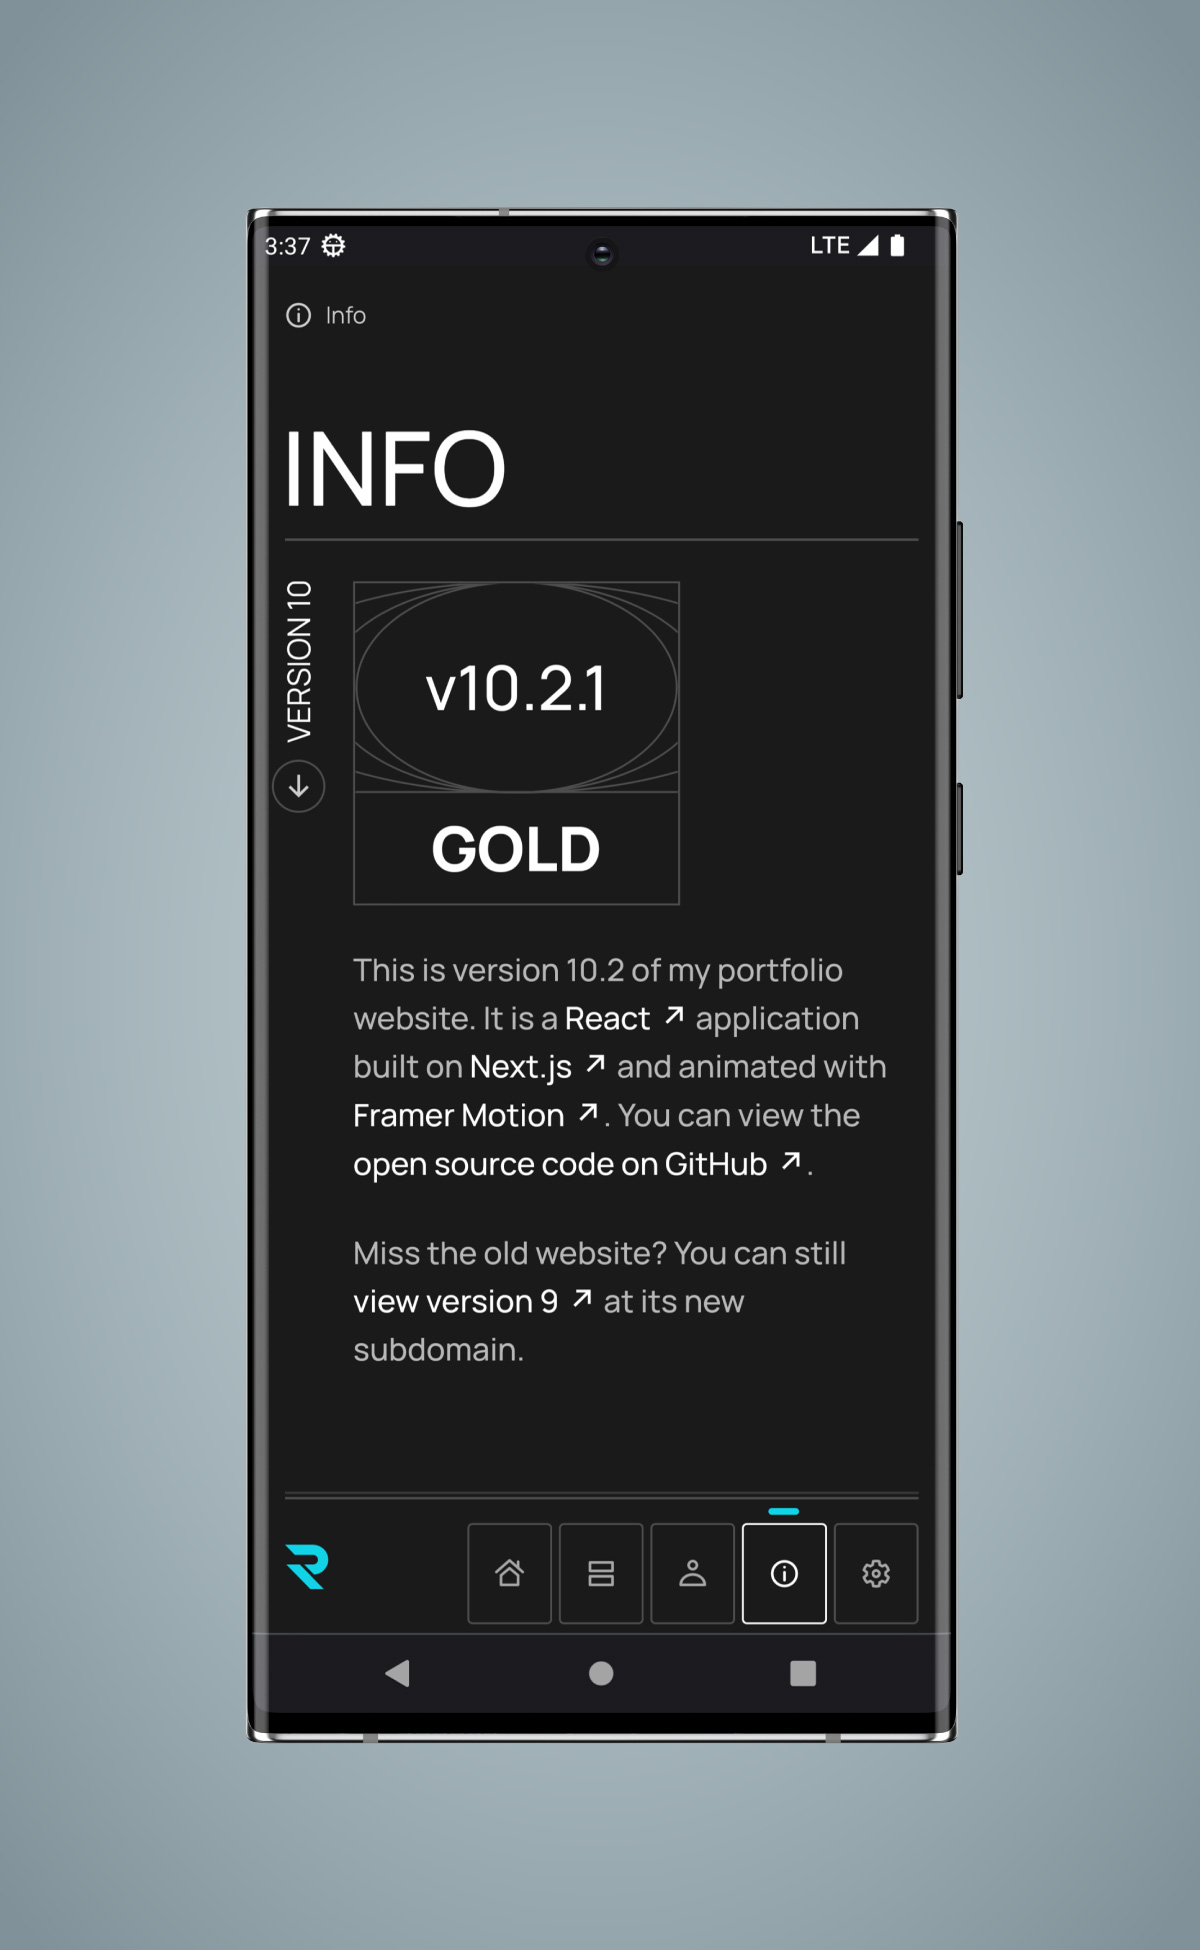 3:37
LTE
Info
INFO
VERSION 10
v10.2.1
GOLD
This is version 10.2 of my portfolio
website. It is a React ↗ application
built on Next.js ↗ and animated with
Framer Motion ↗. You can view the
open source code on GitHub ↗.
Miss the old website? You can still
view version 9 ↗ at its new
subdomain.